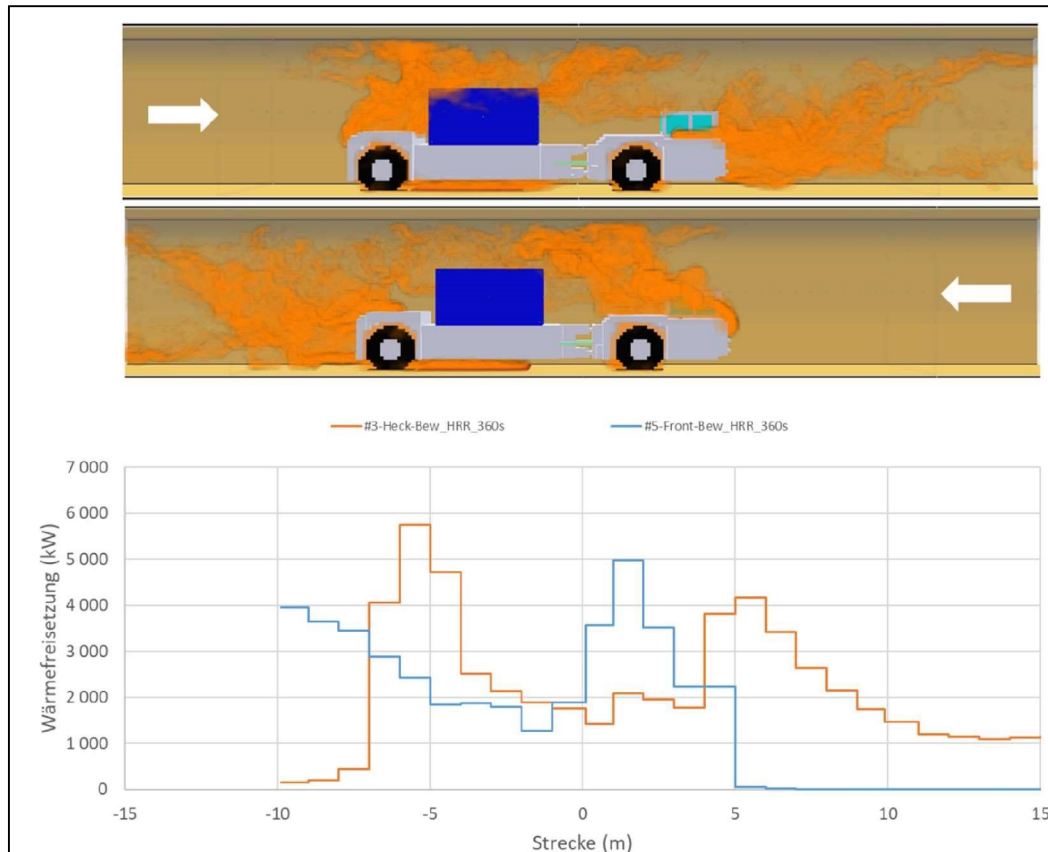 #3-Heck-Bew_HRR_360s #5-Front-Bew_HRR_360s
7 000
6 000
5 000
4 000
3 000
2 000
1 000
0
Wärmefreisetzung (kW)
-15 -10 -5 0 5 10 15
Strecke (m)